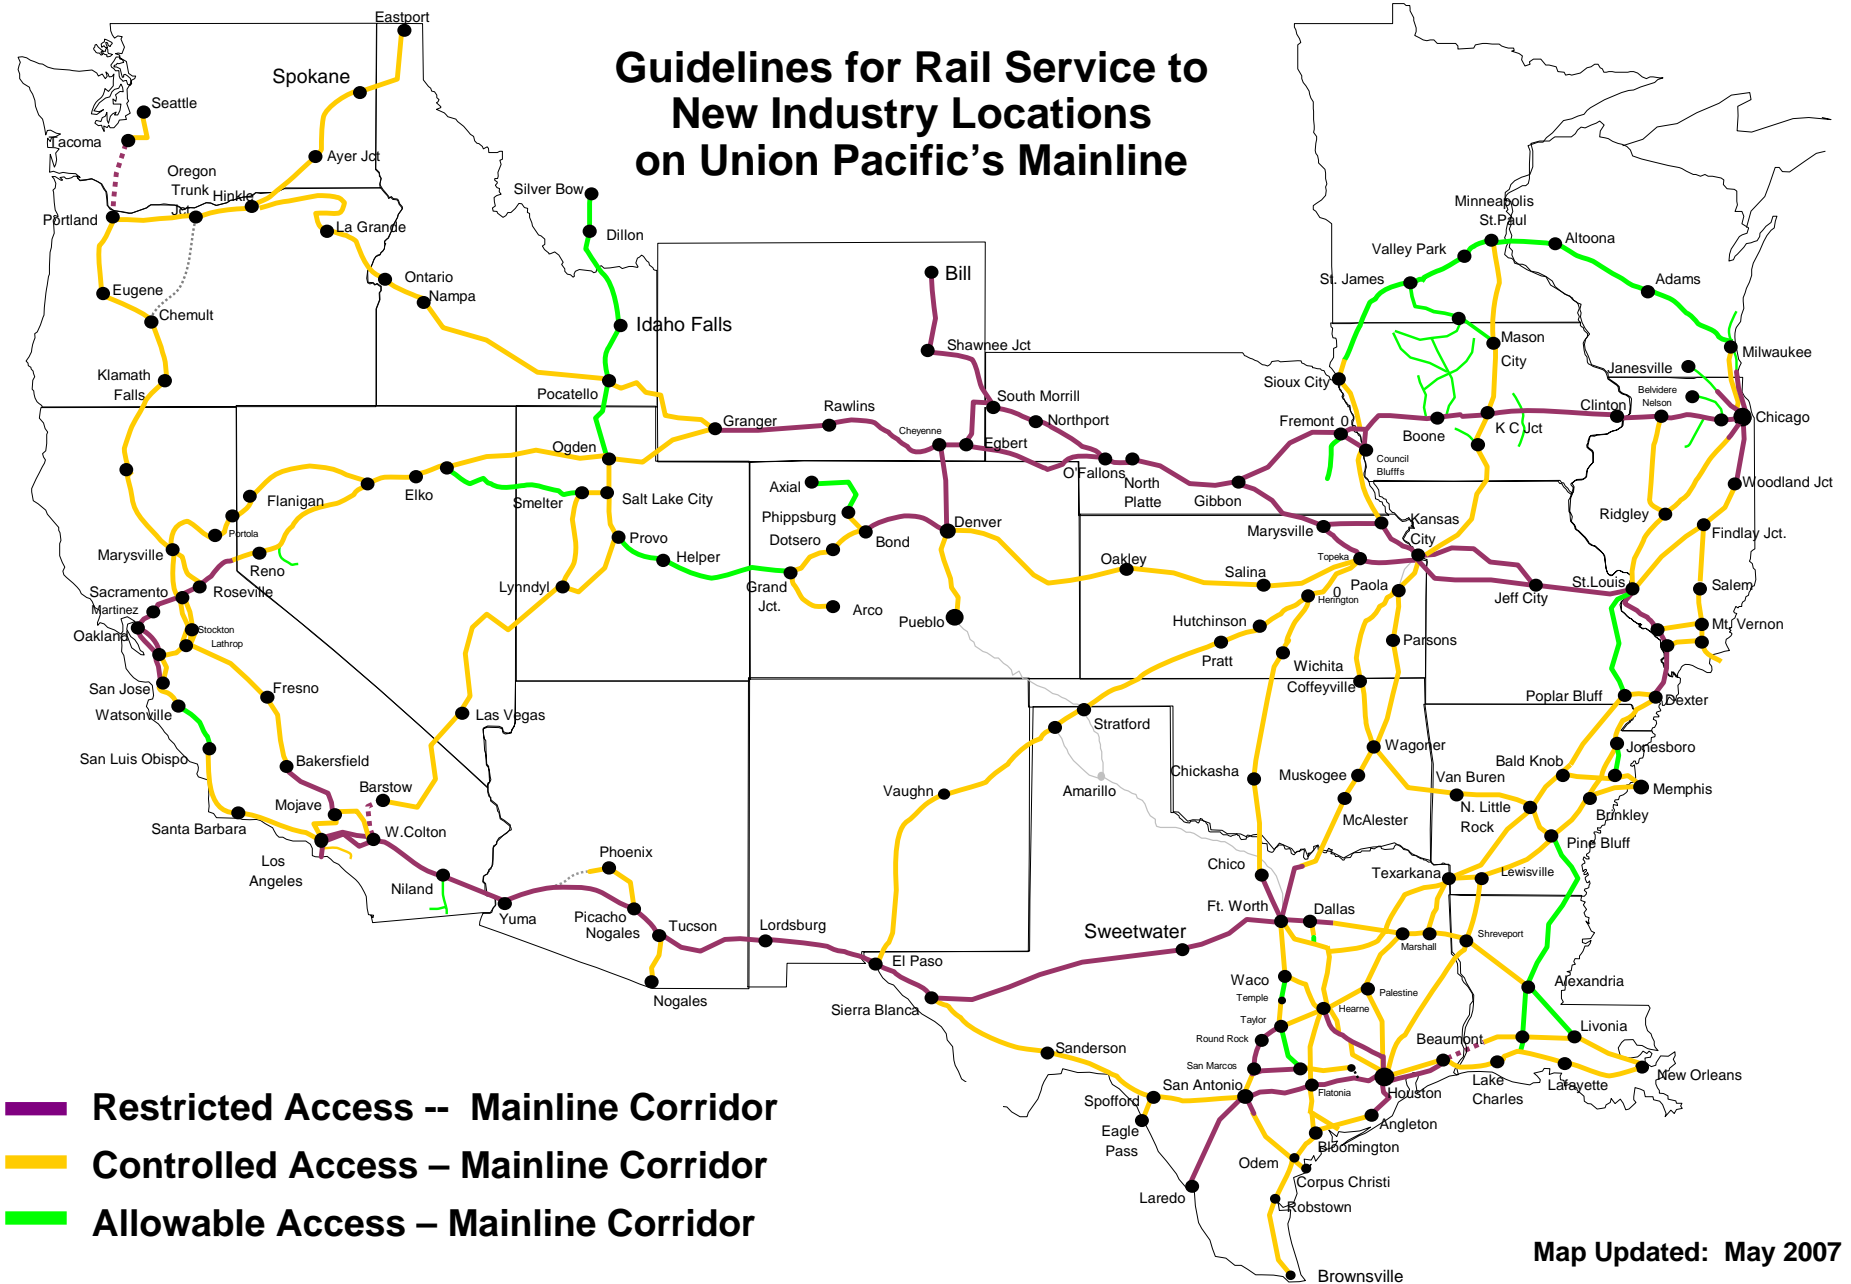 Guidelines for Rail Service to
New Industry Locations
on Union Pacific’s Mainline
Eastport
Spokane
Seattle
Tacoma
Ayer Jct
Oregon
Trunk
Jct
Hinkle
Portland
La Grande
Silver Bow
Dillon
Ontario
Nampa
Eugene
Chemult
Idaho Falls
Bill
Shawnee Jct
Klamath
Falls
Pocatello
South Morrill
Northport
Granger
Rawlins
Cheyenne
Egbert
Ogden
O'Fallons
North
Platte
Gibbon
Minneapolis
St.Paul
Valley Park
Altoona
St. James
Adams
Mason
City
Milwaukee
Janesville
Sioux City
Belvidere
Nelson
Clinton
Chicago
Fremont
0
Boone
K C Jct
Council
Bluffs
Woodland Jct
Elko
Flanigan
Smelter
Salt Lake City
Axial
Phippsburg
Dotsero
Bond
Denver
Portola
Marysville
Reno
Provo
Helper
Marysville
Kansas
City
Ridgley
Findlay Jct.
Topeka
Oakley
Salina
Paola
Sacramento
Roseville
Martinez
Lynndyl
Grand
Jct.
Arco
Herington
0
Jeff City
St.Louis
Salem
Oakland
Stockton
Lathrop
Pueblo
Hutchinson
Pratt
Parsons
Mt. Vernon
Wichita
Coffeyville
San Jose
Fresno
Watsonville
Las Vegas
Poplar Bluff
Dexter
Stratford
San Luis Obispo
Bakersfield
Wagoner
Jonesboro
Bald Knob
Barstow
Mojave
Vaughn
Amarillo
Chickasha
Muskogee
Van Buren
Memphis
McAlester
N. Little
Rock
Brinkley
Santa Barbara
W.Colton
Pine Bluff
Los
Angeles
Phoenix
Chico
Texarkana
Lewisville
Niland
Yuma
Picacho
Nogales
Tucson
Lordsburg
Ft. Worth
Dallas
Sweetwater
Marshall
Shreveport
El Paso
Nogales
Sierra Blanca
Waco
Temple
Palestine
Alexandria
Hearne
Taylor
Round Rock
Beaumont
Livonia
Sanderson
San Marcos
San Antonio
Flatonia
Houston
Lake
Charles
Lafayette
New Orleans
Spofford
Eagle
Pass
Angleton
Bloomington
Odem
Corpus Christi
Laredo
Robstown
Brownsville
Restricted Access -- Mainline Corridor
Controlled Access – Mainline Corridor
Allowable Access – Mainline Corridor
Map Updated: May 2007